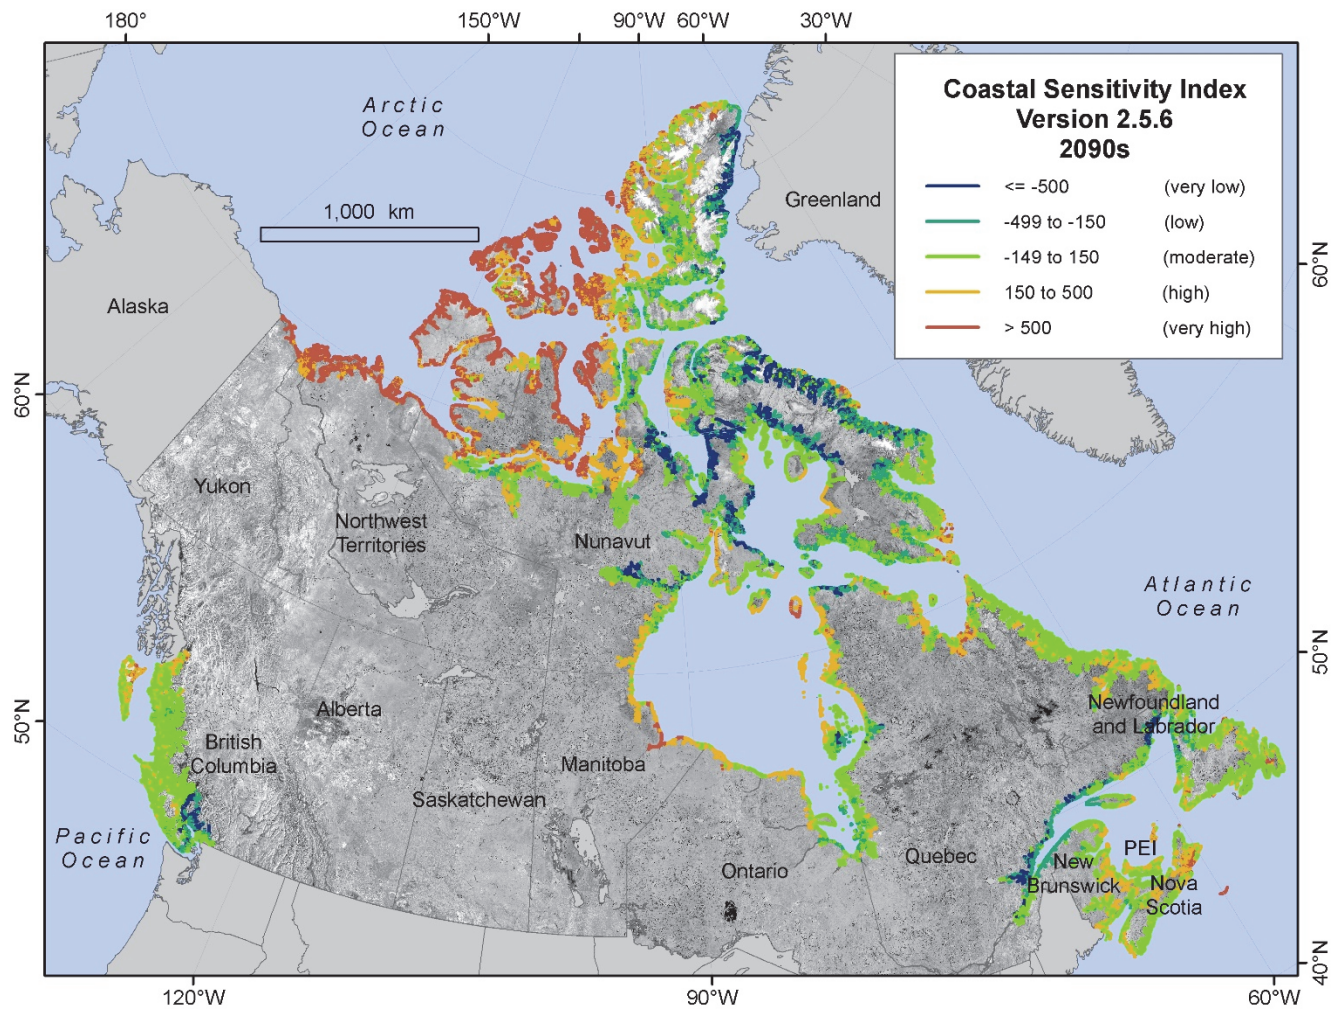 180°
150°W
90°W
60°W
30°W
Arctic
Ocean
Coastal Sensitivity Index
Version 2.5.6
2090s
<= -500 (very low)
-499 to -150 (low)
-149 to 150 (moderate)
150 to 500 (high)
> 500 (very high)
Greenland
1,000 km
60°N
Alaska
60°N
Yukon
Northwest
Territories
Nunavut
Atlantic
Ocean
50°N
50°N
Alberta
British
Columbia
Newfoundland
and Labrador
Manitoba
Saskatchewan
Pacific
Ocean
Ontario
Quebec
New
Brunswick
PEI
Nova
Scotia
40°N
120°W
90°W
60°W